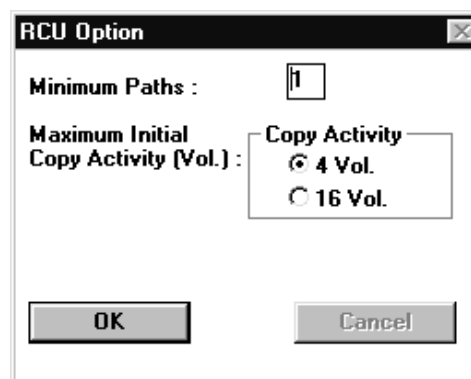 RCU Option
Minimum Paths : 1
Maximum Initial
Copy Activity (Vol.) :
Copy Activity
4 Vol.
16 Vol.
OK
Cancel